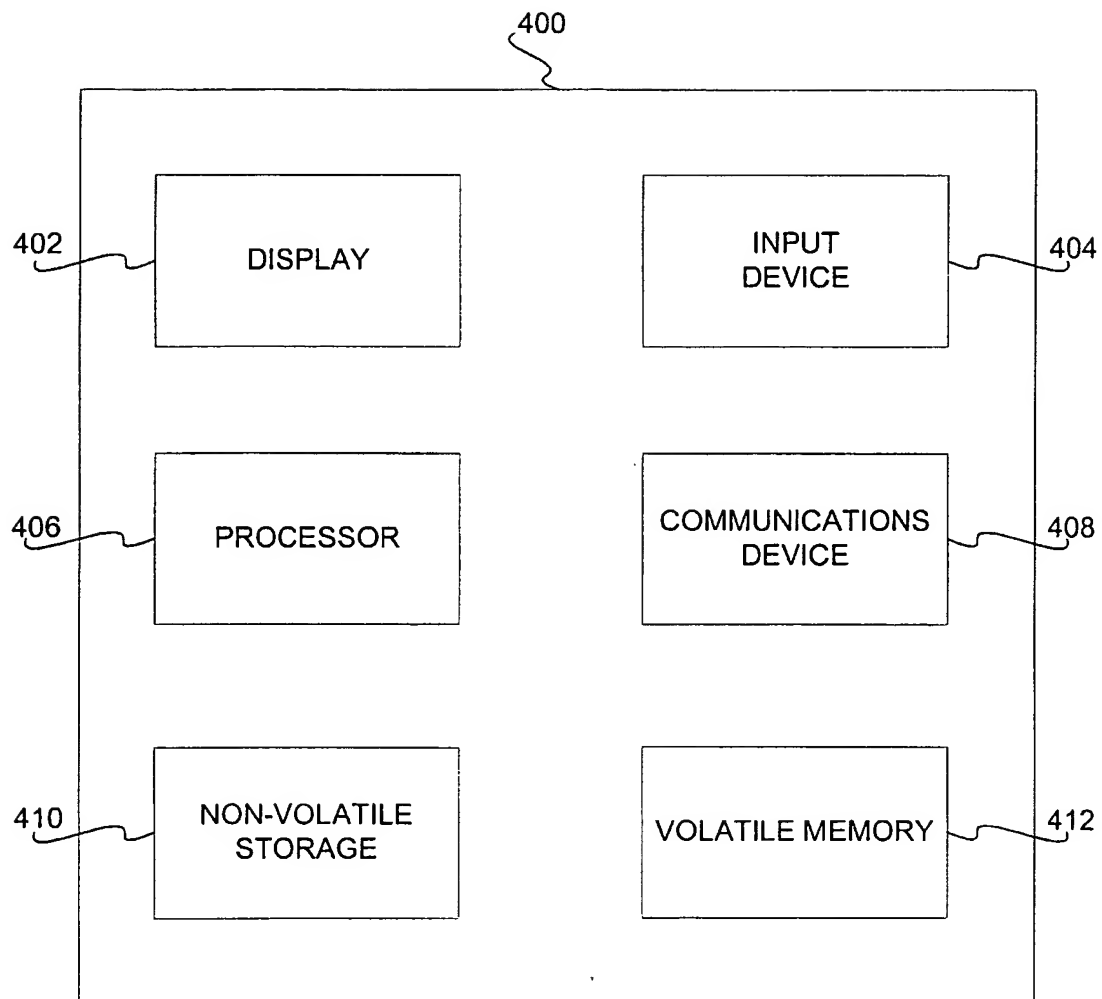 400
402
DISPLAY
INPUT
DEVICE
404
406
PROCESSOR
COMMUNICATIONS
DEVICE
408
410
NON-VOLATILE
STORAGE
VOLATILE MEMORY
412